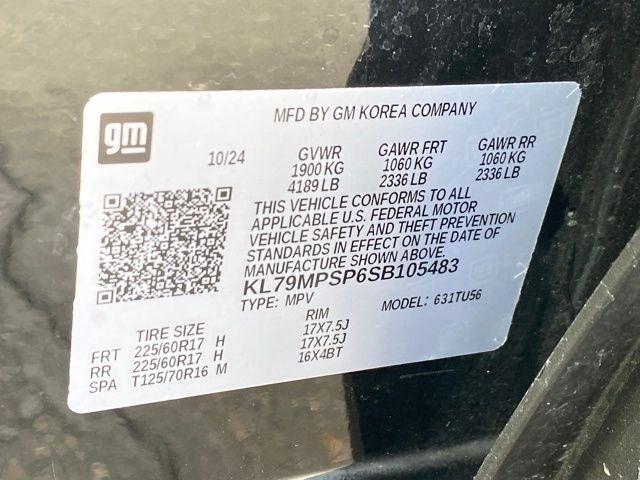 gm
MFD BY GM KOREA COMPANY
10/24 GVWR GAWR FRT GAWR RR
1900 KG 1060 KG 1060 KG
4189 LB 2336 LB 2336 LB
THIS VEHICLE CONFORMS TO ALL
APPLICABLE U.S. FEDERAL MOTOR
VEHICLE SAFETY AND THEFT PREVENTION
STANDARDS IN EFFECT ON THE DATE OF
MANUFACTURE SHOWN ABOVE.
KL79MPSP6SB105483
TYPE: MPV MODEL: 631TU56
TIRE SIZE RIM
FRT 225/60R17 H 17X7.5J
RR 225/60R17 H 17X7.5J
SPA T125/70R16 M 16X4BT